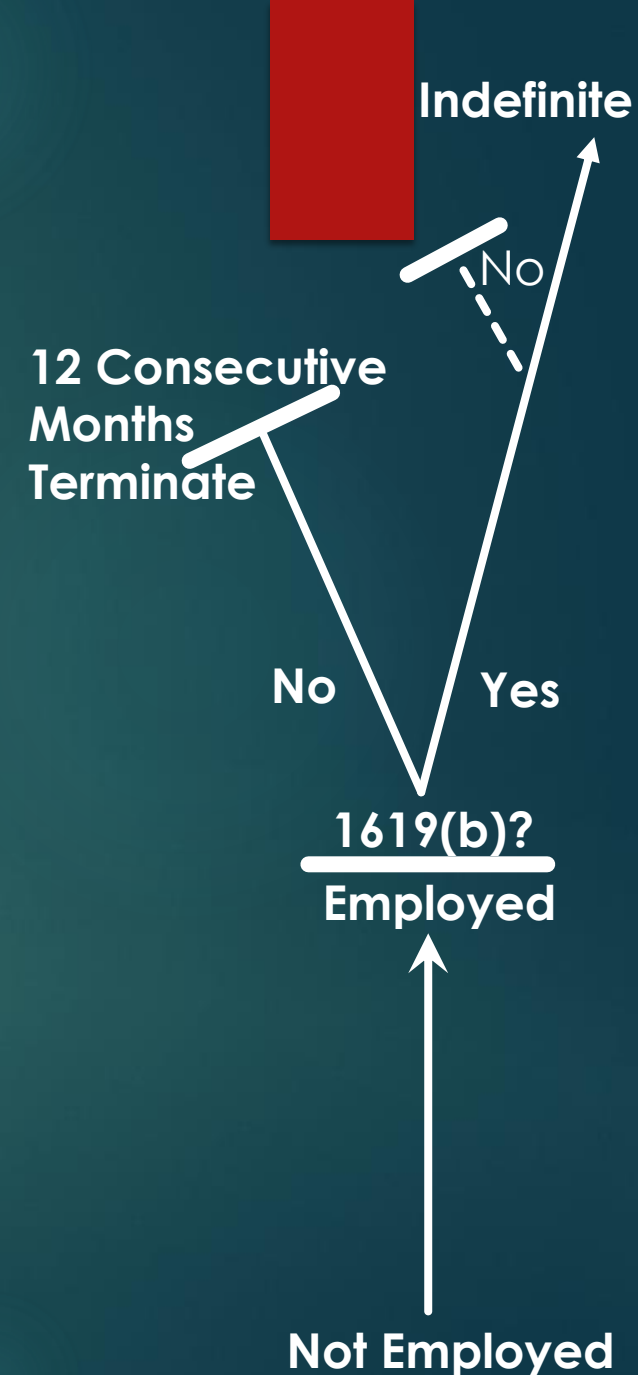 Indefinite
No
12 Consecutive
Months
Terminate
No
Yes
1619(b)?
Employed
Not Employed